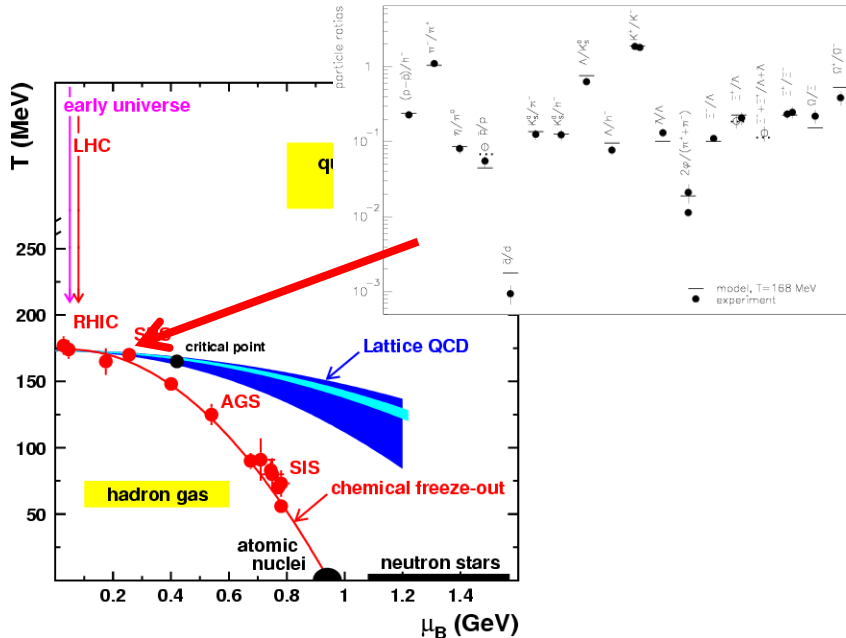 T (MeV)
early universe
LHC
qu
250
200
150
100
50
RHIC
critical point
Lattice QCD
AGS
SIS
hadron gas
chemical freeze-out
atomic
nuclei
neutron stars
0
0.2
0.4
0.6
0.8
1
1.2
1.4
μB (GeV)
particle ratios
1
10⁻¹
10⁻²
10⁻³
(p-p̄)/h⁻
π⁻/π⁺
η/π⁰
p̄/p
d̄/d
K⁰s/π⁻
K⁰s/h⁻
Λ/K⁰s
Λ/h⁻
K⁺/K⁻
Λ̄/Λ
2φ/(π⁺+π⁻)
Ξ⁻/Λ
Ξ⁺/Λ̄
Ξ⁺/Ξ⁻
Ω/Ξ
Ω⁺/Ω⁻
model, T=168 MeV
experiment